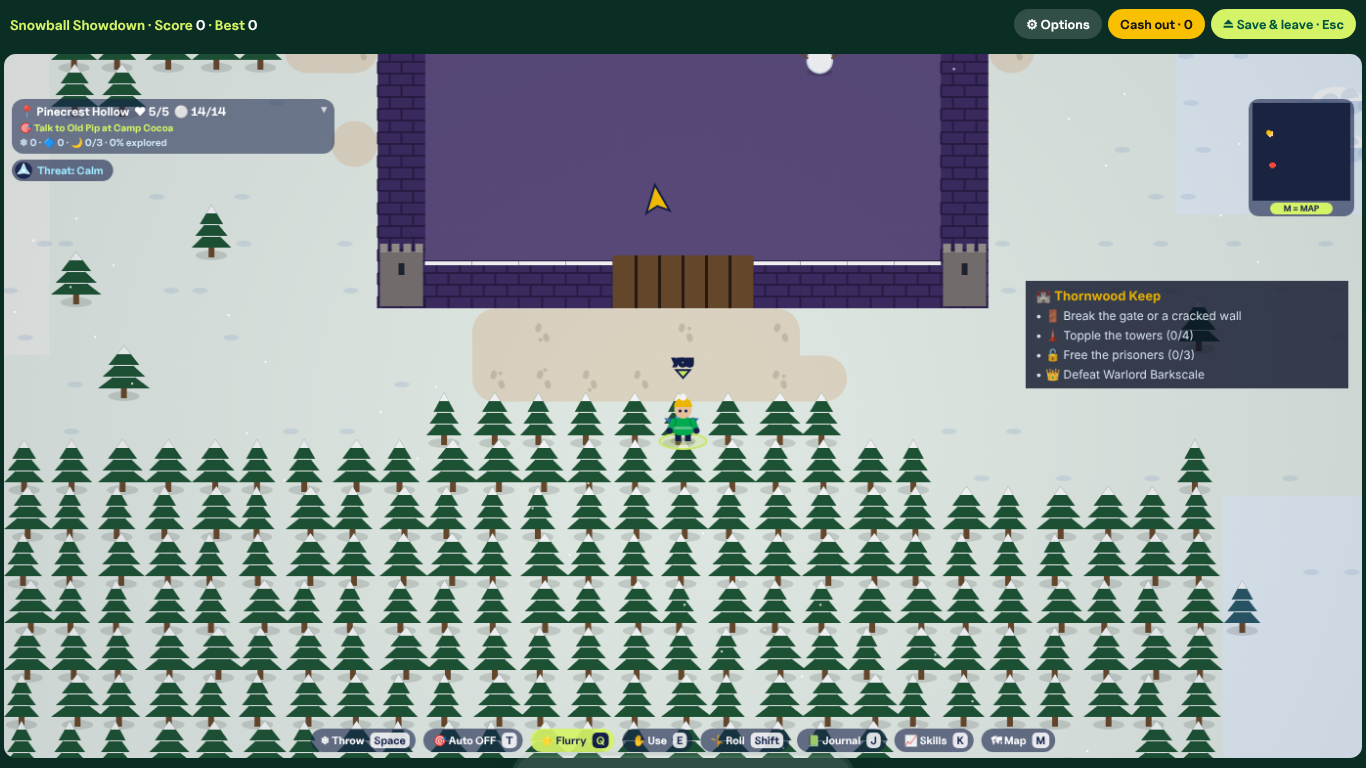 Snowball Showdown · Score 0 · Best 0
Options
Cash out · 0
Save & leave · Esc
Pinecrest Hollow 5/5 14/14
Talk to Old Pip at Camp Cocoa
0 · 0 · 0/3 · 0% explored
Threat: Calm
M = MAP
Thornwood Keep
• Break the gate or a cracked wall
• Topple the towers (0/4)
• Free the prisoners (0/3)
• Defeat Warlord Barkscale
Throw Space
Auto OFF T
Flurry Q
Use E
Roll Shift
Journal J
Skills K
Map M